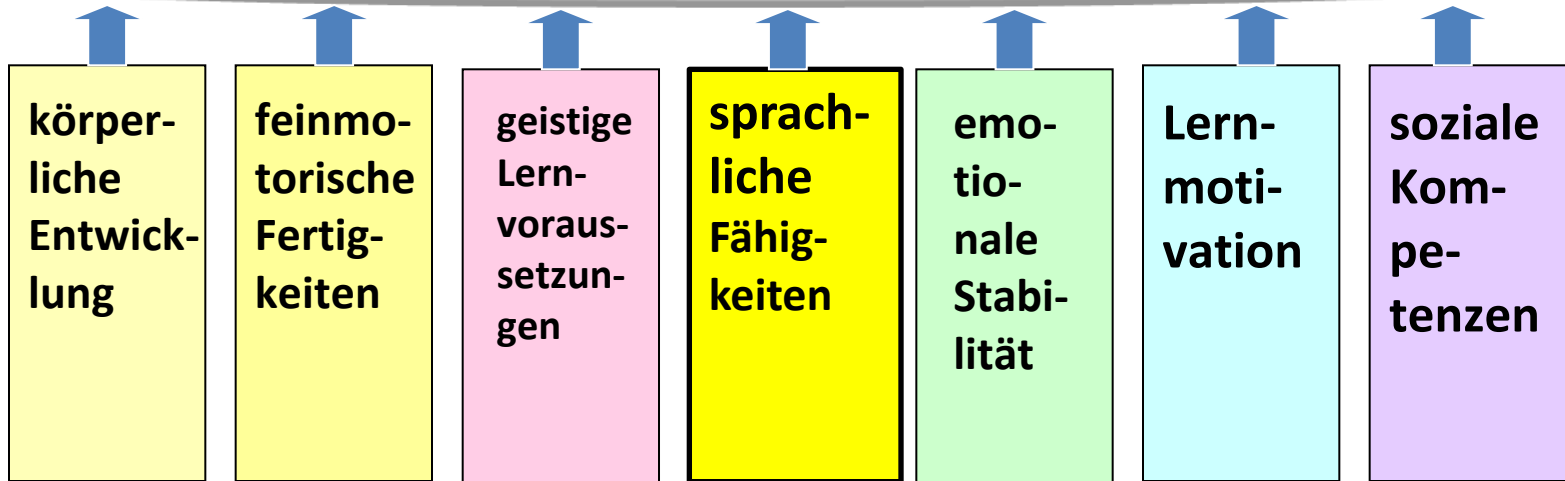 körper-
liche
Entwick-
lung
feinmo-
torische
Fertig-
keiten
geistige
Lern-
voraus-
setzun-
gen
sprach-
liche
Fähig-
keiten
emo-
tio-
nale
Stabi-
lität
Lern-
moti-
vation
soziale
Kom-
pe-
tenzen